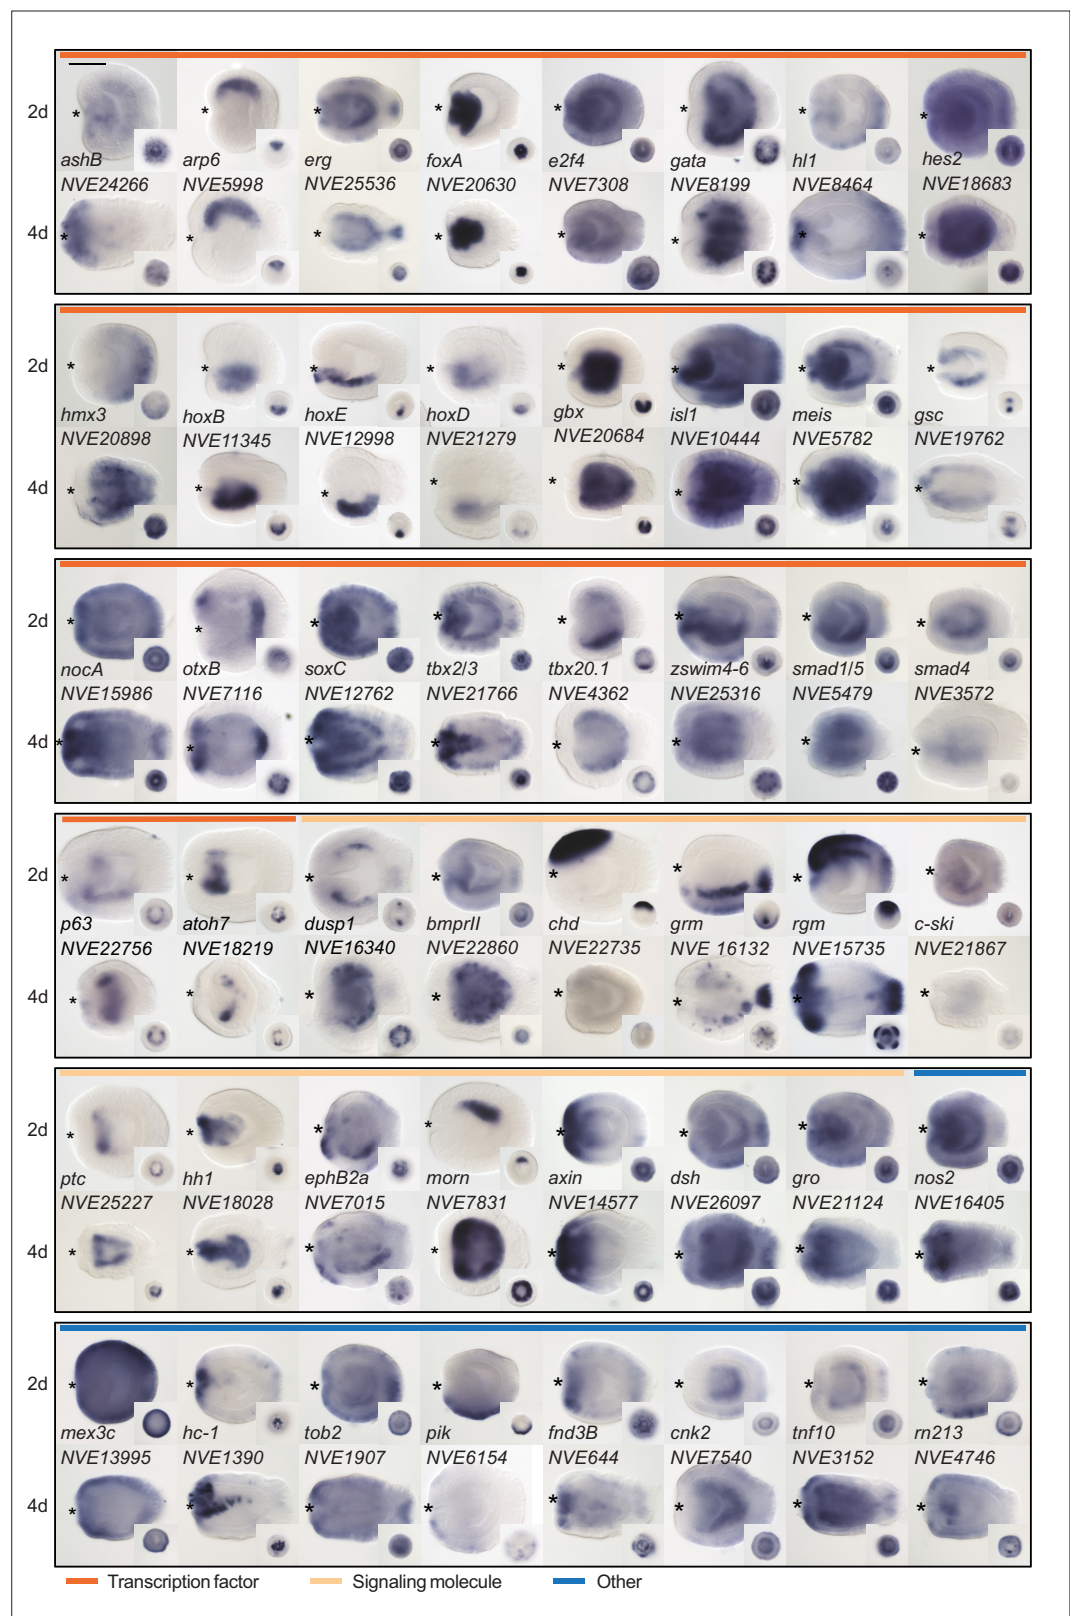 2d * * * * * * * *
ashB arp6 erg foxA e2f4 gata hl1 hes2
NVE24266 NVE5998 NVE25536 NVE20630 NVE7308 NVE8199 NVE8464 NVE18683
4d * * * * * * * *
2d * * * * * * * *
hmx3 hoxB hoxE hoxD gbx isl1 meis gsc
NVE20898 NVE11345 NVE12998 NVE21279 NVE20684 NVE10444 NVE5782 NVE19762
4d * * * * * * * *
2d * * * * * * * *
nocA otxB soxC tbx2/3 tbx20.1 zswim4-6 smad1/5 smad4
NVE15986 NVE7116 NVE12762 NVE21766 NVE4362 NVE25316 NVE5479 NVE3572
4d * * * * * * * *
2d * * * * * * * *
p63 atoh7 dusp1 bmprII chd grm rgm c-ski
NVE22756 NVE18219 NVE16340 NVE22860 NVE22735 NVE 16132 NVE15735 NVE21867
4d * * * * * * * *
2d * * * * * * * *
ptc hh1 ephB2a morn axin dsh gro nos2
NVE25227 NVE18028 NVE7015 NVE7831 NVE14577 NVE26097 NVE21124 NVE16405
4d * * * * * * * *
2d * * * * * * * *
mex3c hc-1 tob2 pik fnd3B cnk2 tnf10 rn213
NVE13995 NVE1390 NVE1907 NVE6154 NVE644 NVE7540 NVE3152 NVE4746
4d * * * * * * * *
Transcription factor Signaling molecule Other